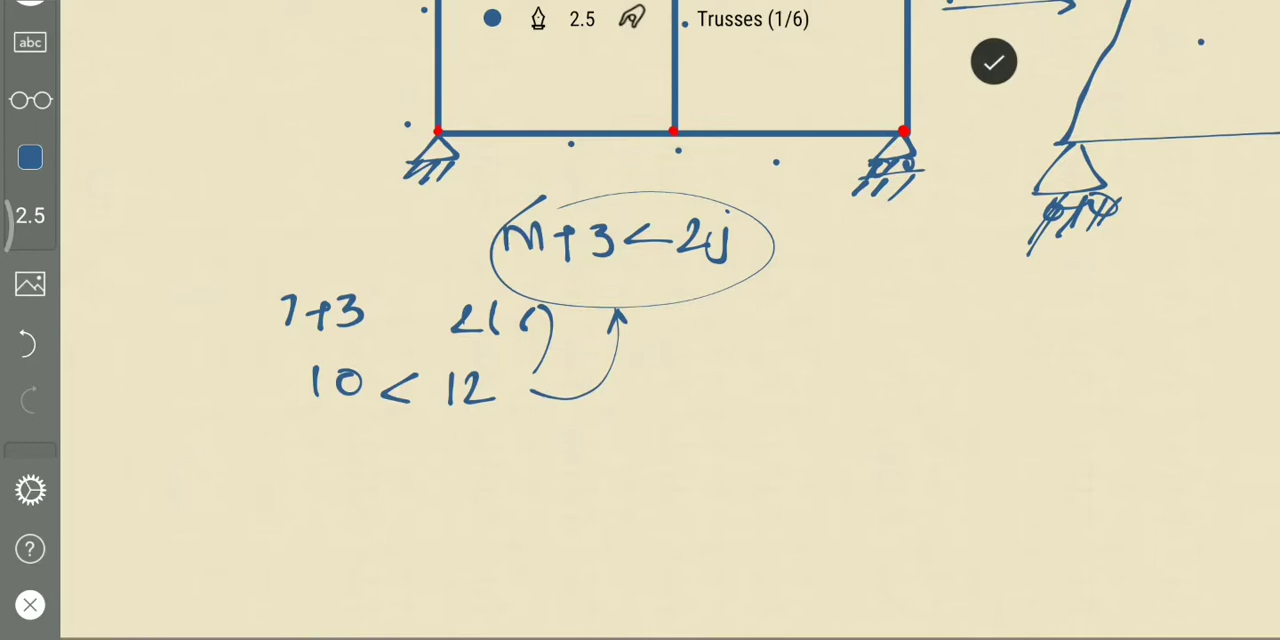 abc
2.5 Trusses (1/6)
2.5
m+3<2j
7+3 2(6)
10 < 12
?